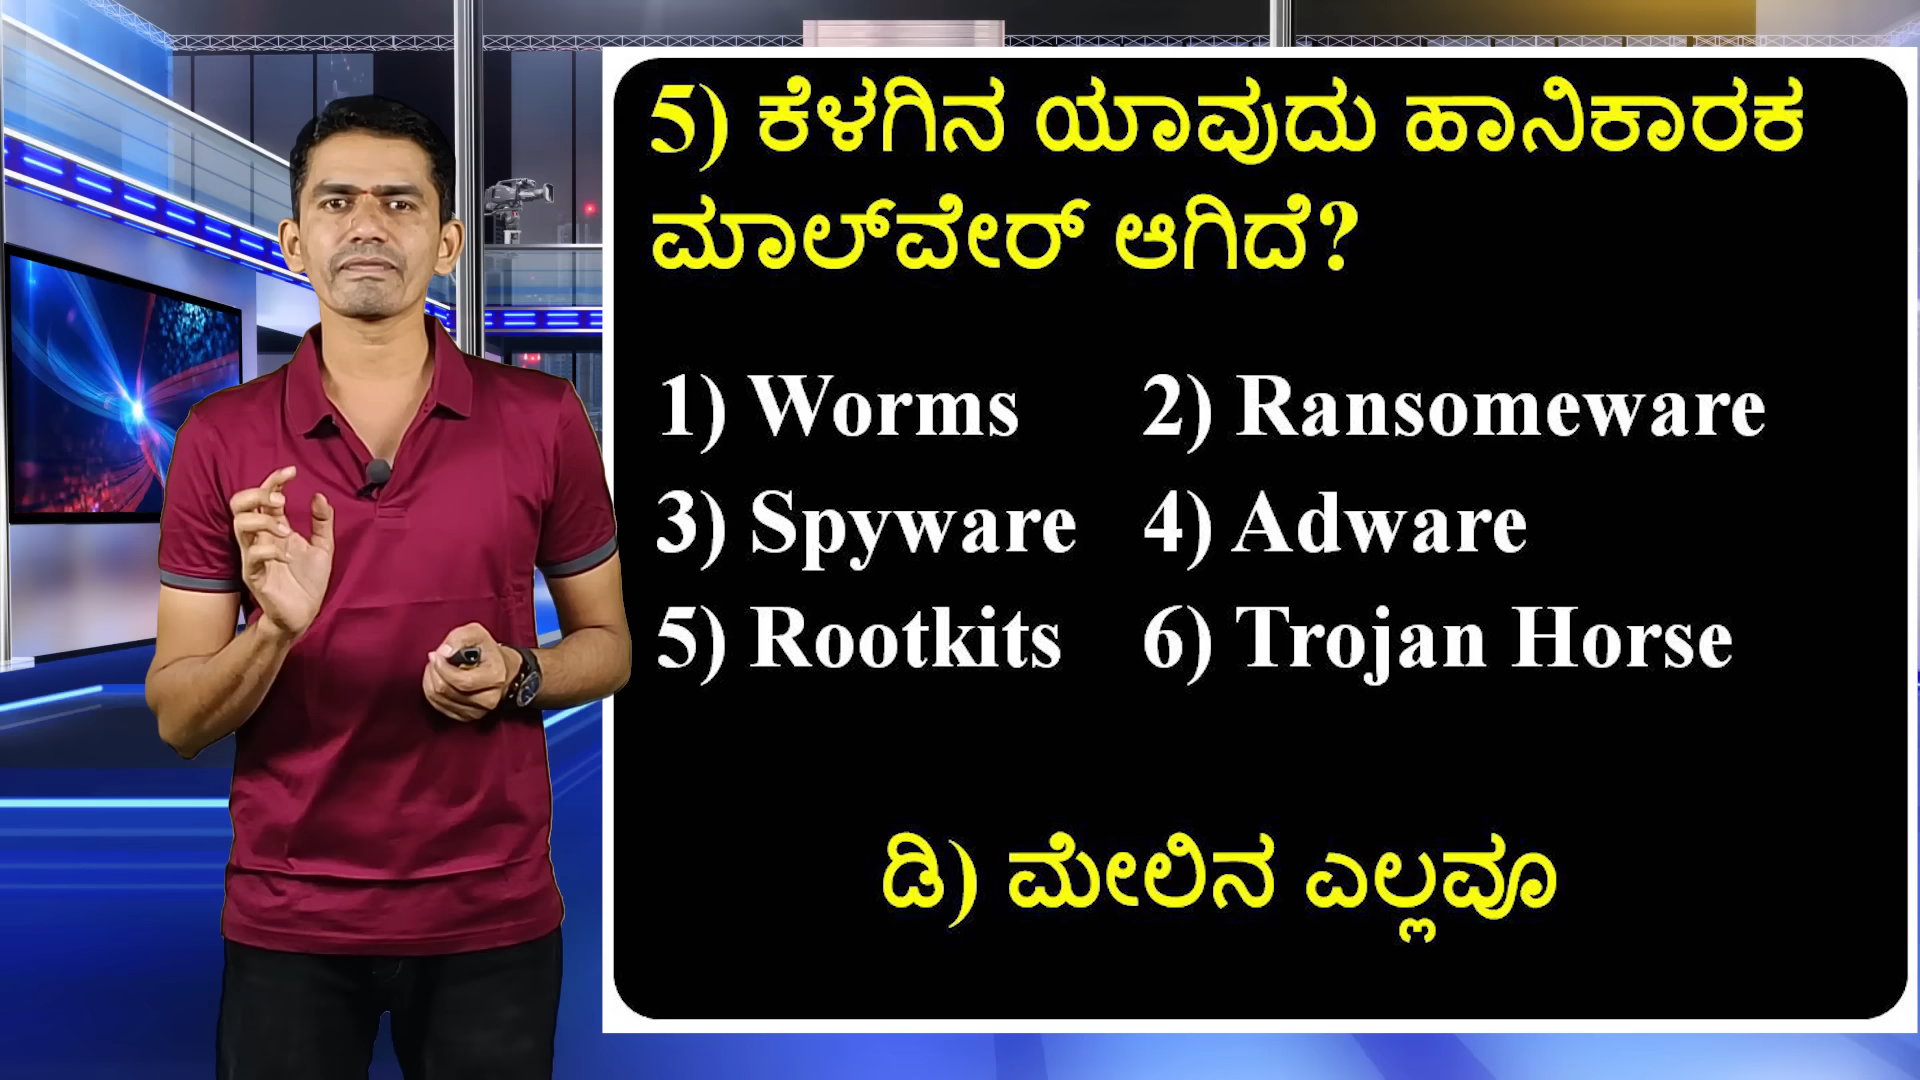 5) ಕೆಳಗಿನ ಯಾವುದು ಹಾನಿಕಾರಕ
ಮಾಲ್‌ವೇರ್ ಆಗಿದೆ?
1) Worms 2) Ransomeware
3) Spyware 4) Adware
5) Rootkits 6) Trojan Horse
ಡಿ) ಮೇಲಿನ ಎಲ್ಲವೂ